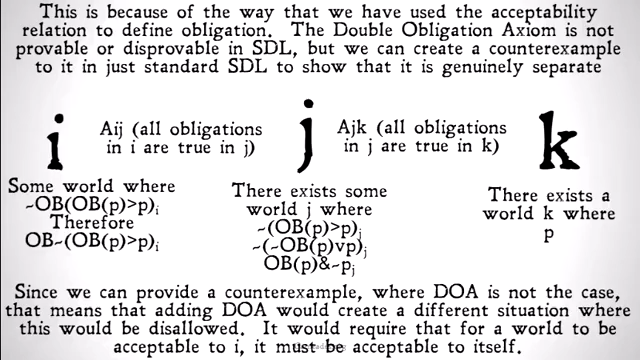 This is because of the way that we have used the acceptability
relation to define obligation. The Double Obligation Axiom is not
provable or disprovable in SDL, but we can create a counterexample
to it in just standard SDL to show that it is genuinely separate
i
Aij (all obligations
in i are true in j)
j
Ajk (all obligations
in j are true in k)
k
Some world where
~OB(OB(p)>p)i
Therefore
OB~(OB(p)>p)i
There exists some
world j where
~(OB(p)>p)j
~(~OB(p)vp)j
OB(p)&~pj
There exists a
world k where
p
Since we can provide a counterexample, where DOA is not the case,
that means that adding DOA would create a different situation where
this would be disallowed. It would require that for a world to be
acceptable to i, it must be acceptable to itself.